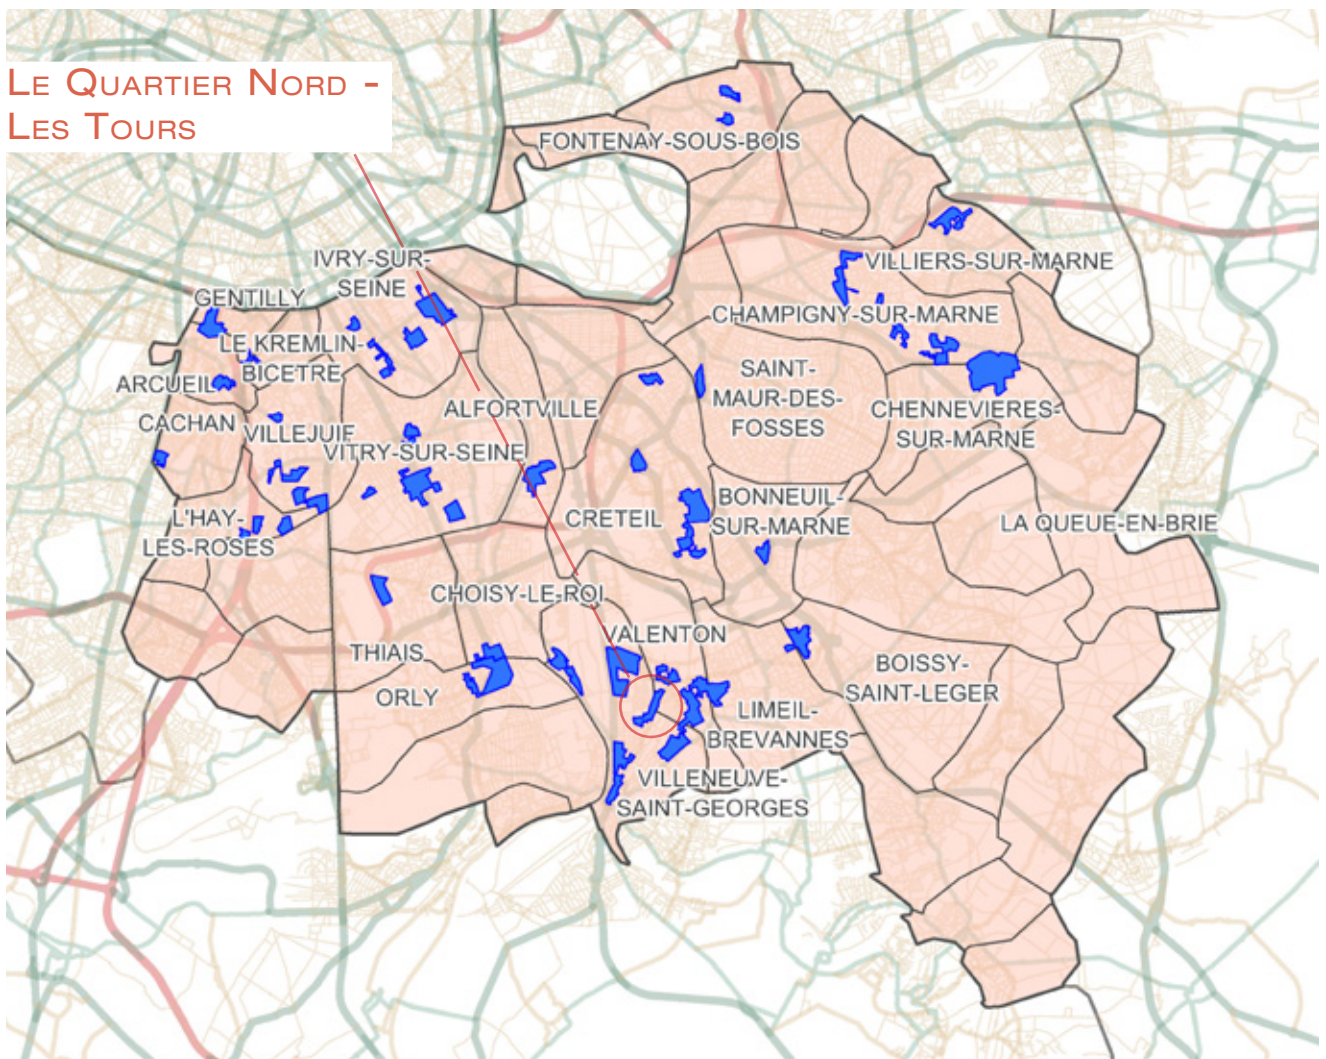 LE QUARTIER NORD -
LES TOURS
FONTENAY-SOUS-BOIS
IVRY-SUR-
SEINE
VILLIERS-SUR-MARNE
GENTILLY
CHAMPIGNY-SUR-MARNE
LE KREMLIN-
BICETRE
ARCUEIL
SAINT-
MAUR-DES-
FOSSES
CACHAN
VILLEJUIF
ALFORTVILLE
CHENNEVIERES-
SUR-MARNE
VITRY-SUR-SEINE
L'HAY-
LES-ROSES
CRETEIL
BONNEUIL-
SUR-MARNE
LA QUEUE-EN-BRIE
CHOISY-LE-ROI
VALENTON
THIAIS
ORLY
BOISSY-
SAINT-LEGER
LIMEIL-
BREVANNES
VILLENEUVE-
SAINT-GEORGES